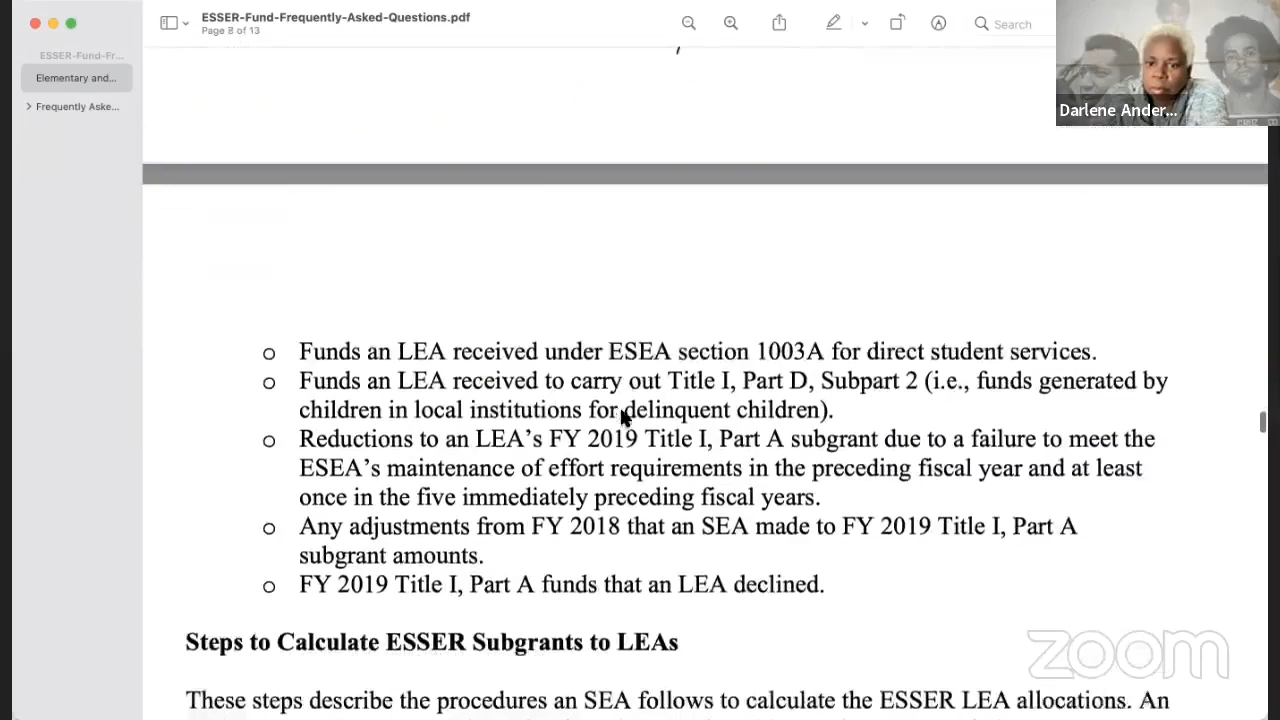 ESSER-Fund-Frequently-Asked-Questions.pdf
Page 8 of 13
Search
ESSER-Fund-Fr...
Elementary and...
Frequently Aske...
Darlene Ander...
Funds an LEA received under ESEA section 1003A for direct student services.
Funds an LEA received to carry out Title I, Part D, Subpart 2 (i.e., funds generated by
children in local institutions for delinquent children).
Reductions to an LEA’s FY 2019 Title I, Part A subgrant due to a failure to meet the
ESEA’s maintenance of effort requirements in the preceding fiscal year and at least
once in the five immediately preceding fiscal years.
Any adjustments from FY 2018 that an SEA made to FY 2019 Title I, Part A
subgrant amounts.
FY 2019 Title I, Part A funds that an LEA declined.
Steps to Calculate ESSER Subgrants to LEAs
zoom
These steps describe the procedures an SEA follows to calculate the ESSER LEA allocations. An